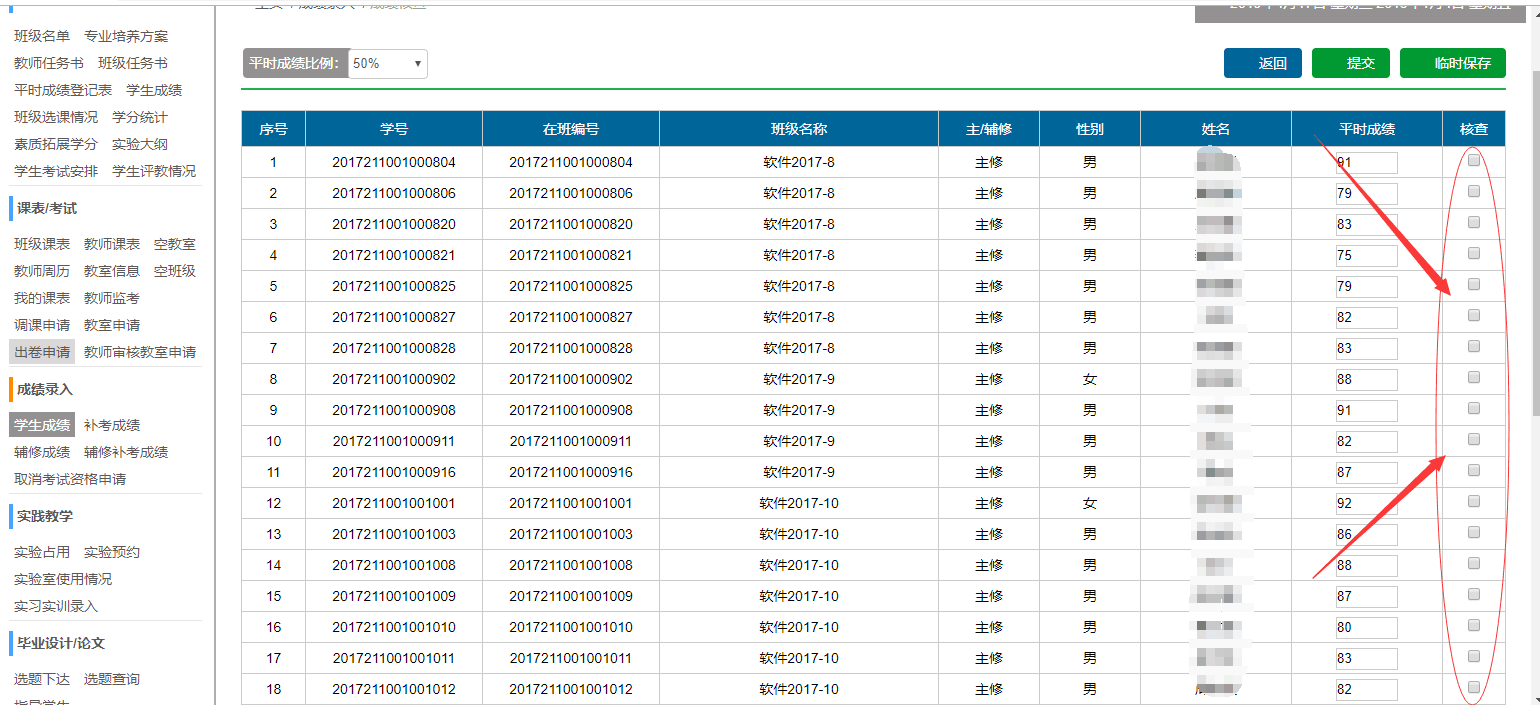 班级名单 专业培养方案
教师任务书 班级任务书
平时成绩登记表 学生成绩
班级选课情况 学分统计
素质拓展学分 实验大纲
学生考试安排 学生评教情况
课表/考试
班级课表 教师课表 空教室
教师周历 教室信息 空班级
我的课表 教师监考
调课申请 教室申请
出卷申请 教师审核教室申请
成绩录入
学生成绩 补考成绩
辅修成绩 辅修补考成绩
取消考试资格申请
实践教学
实验占用 实验预约
实验室使用情况
实习实训录入
毕业设计/论文
选题下达 选题查询
平时成绩比例: 50% 返回 提交 临时保存
序号 学号 在班编号 班级名称 主/辅修 性别 姓名 平时成绩 核查
1 2017211001000804 2017211001000804 软件2017-8 主修 男 91
2 2017211001000806 2017211001000806 软件2017-8 主修 男 79
3 2017211001000820 2017211001000820 软件2017-8 主修 男 83
4 2017211001000821 2017211001000821 软件2017-8 主修 男 75
5 2017211001000825 2017211001000825 软件2017-8 主修 男 79
6 2017211001000827 2017211001000827 软件2017-8 主修 男 82
7 2017211001000828 2017211001000828 软件2017-8 主修 男 83
8 2017211001000902 2017211001000902 软件2017-9 主修 女 88
9 2017211001000908 2017211001000908 软件2017-9 主修 男 91
10 2017211001000911 2017211001000911 软件2017-9 主修 男 82
11 2017211001000916 2017211001000916 软件2017-9 主修 男 87
12 2017211001001001 2017211001001001 软件2017-10 主修 女 92
13 2017211001001003 2017211001001003 软件2017-10 主修 男 86
14 2017211001001008 2017211001001008 软件2017-10 主修 男 88
15 2017211001001009 2017211001001009 软件2017-10 主修 男 87
16 2017211001001010 2017211001001010 软件2017-10 主修 男 80
17 2017211001001011 2017211001001011 软件2017-10 主修 男 83
18 2017211001001012 2017211001001012 软件2017-10 主修 男 82